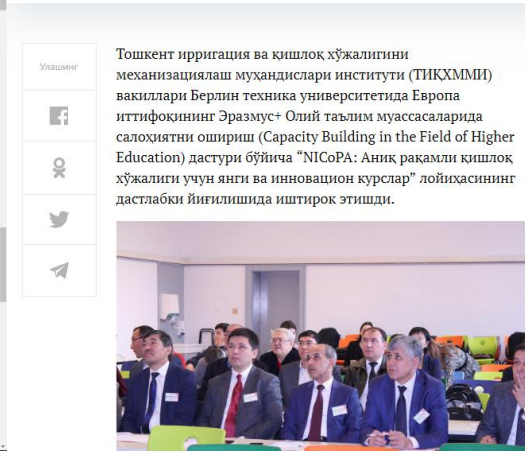 Улашинг
Тошкент ирригация ва қишлоқ хўжалигини
механизациялаш муҳандислари институти (ТИҚХММИ)
вакиллари Берлин техника университетида Европа
иттифоқининг Эразмус+ Олий таълим муассасаларида
салоҳиятни ошириш (Capacity Building in the Field of Higher
Education) дастури бўйича “NICoPA: Аниқ рақамли қишлоқ
хўжалиги учун янги ва инновацион курслар” лойиҳасининг
дастлабки йиғилишида иштирок этишди.